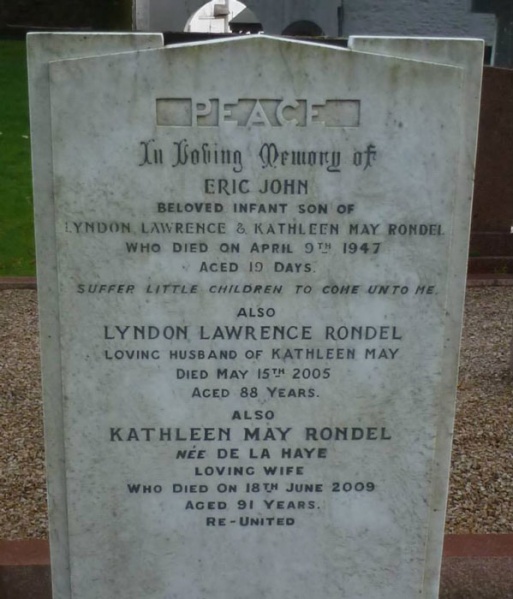 PEACE
In Loving Memory of
ERIC JOHN
BELOVED INFANT SON OF
LYNDON LAWRENCE & KATHLEEN MAY RONDEL
WHO DIED ON APRIL 9TH 1947
AGED 19 DAYS.
SUFFER LITTLE CHILDREN TO COME UNTO ME.
ALSO
LYNDON LAWRENCE RONDEL
LOVING HUSBAND OF KATHLEEN MAY
DIED MAY 15TH 2005
AGED 88 YEARS.
ALSO
KATHLEEN MAY RONDEL
NÉE DE LA HAYE
LOVING WIFE
WHO DIED ON 18TH JUNE 2009
AGED 91 YEARS.
RE-UNITED